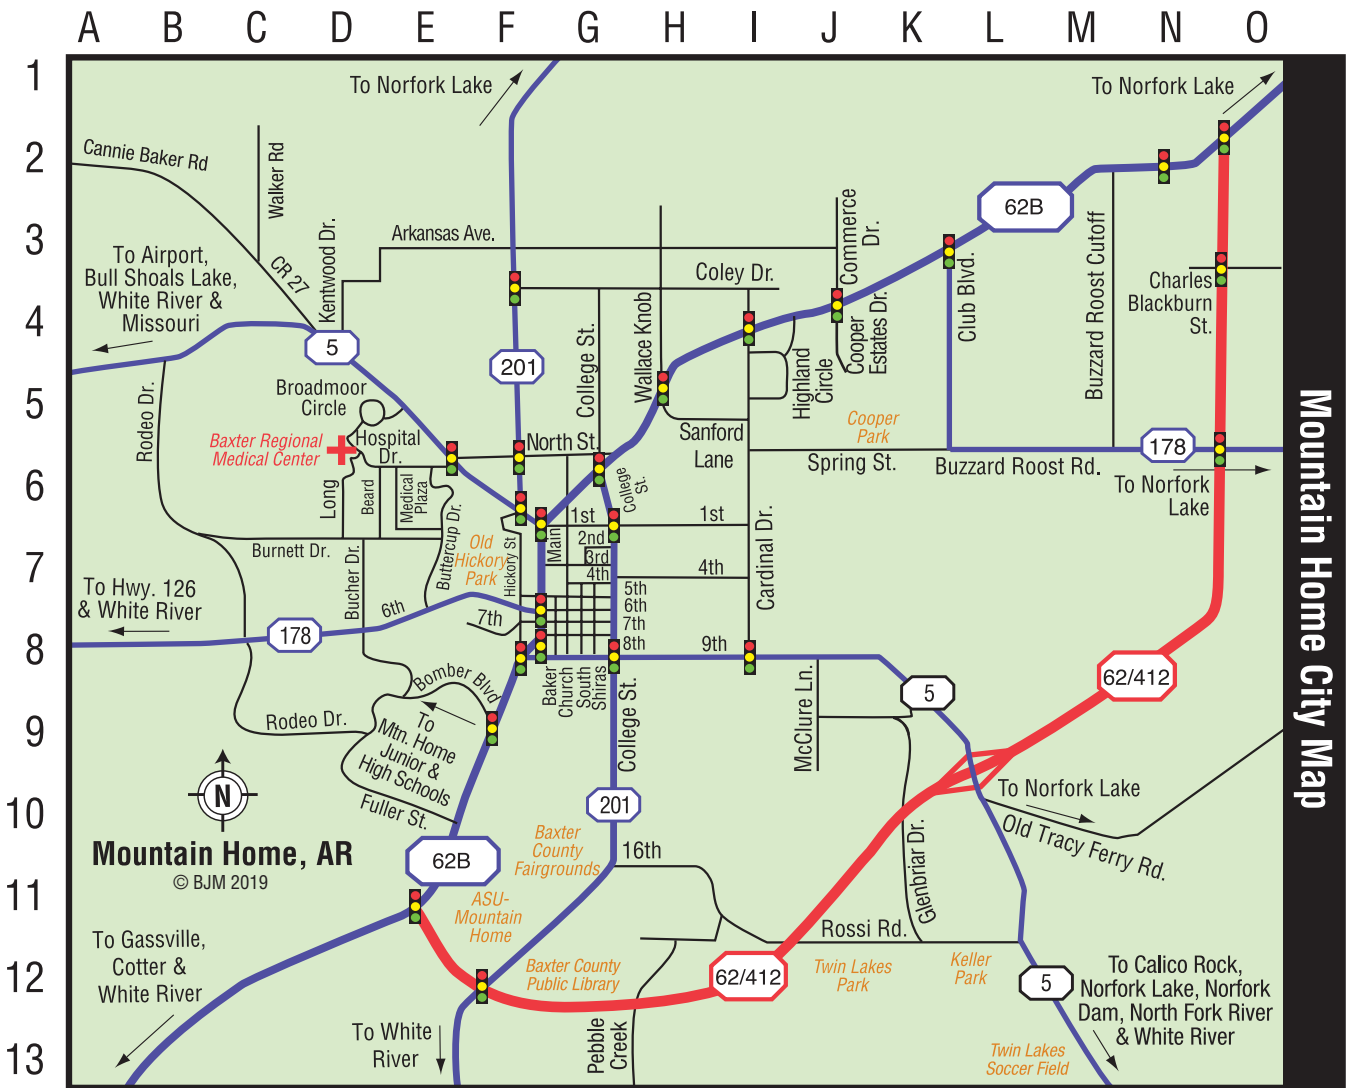 A B C D E F G H I J K L M N O
1
2
3
4
5
6
7
8
9
10
11
12
13
Mountain Home City Map
To Norfork Lake
To Norfork Lake
Cannie Baker Rd
Walker Rd
CR 27
Kentwood Dr.
Arkansas Ave.
To Airport,
Bull Shoals Lake,
White River &
Missouri
Coley Dr.
Commerce
Dr.
62B
Club Blvd.
Buzzard Roost Cutoff
Charles
Blackburn
St.
5
201
College St.
Wallace Knob
Highland
Circle
Cooper
Estates Dr.
Rodeo Dr.
Broadmoor
Circle
Baxter Regional
Medical Center
Hospital
Dr.
North St.
Sanford
Lane
Cooper
Park
Spring St.
Buzzard Roost Rd.
178
To Norfork
Lake
Long
Beard
Medical
Plaza
Buttercup Dr.
College
St.
1st
1st
Main
2nd
3rd
4th
4th
Cardinal Dr.
Burnett Dr.
Bucher Dr.
Old
Hickory
Park
Hickory St
To Hwy. 126
& White River
178
6th
7th
5th
6th
7th
8th
9th
Baker
Church
South
Shiras
College St.
Bomber Blvd
To
Mtn. Home
Junior &
High Schools
Rodeo Dr.
Fuller St.
McClure Ln.
5
62/412
N
Mountain Home, AR
© BJM 2019
62B
201
Baxter
County
Fairgrounds
16th
To Norfork Lake
Old Tracy Ferry Rd.
Glenbriar Dr.
ASU-
Mountain
Home
Rossi Rd.
To Gassville,
Cotter &
White River
Baxter County
Public Library
62/412
Twin Lakes
Park
Keller
Park
5
To Calico Rock,
Norfork Lake, Norfork
Dam, North Fork River
& White River
To White
River
Pebble
Creek
Twin Lakes
Soccer Field